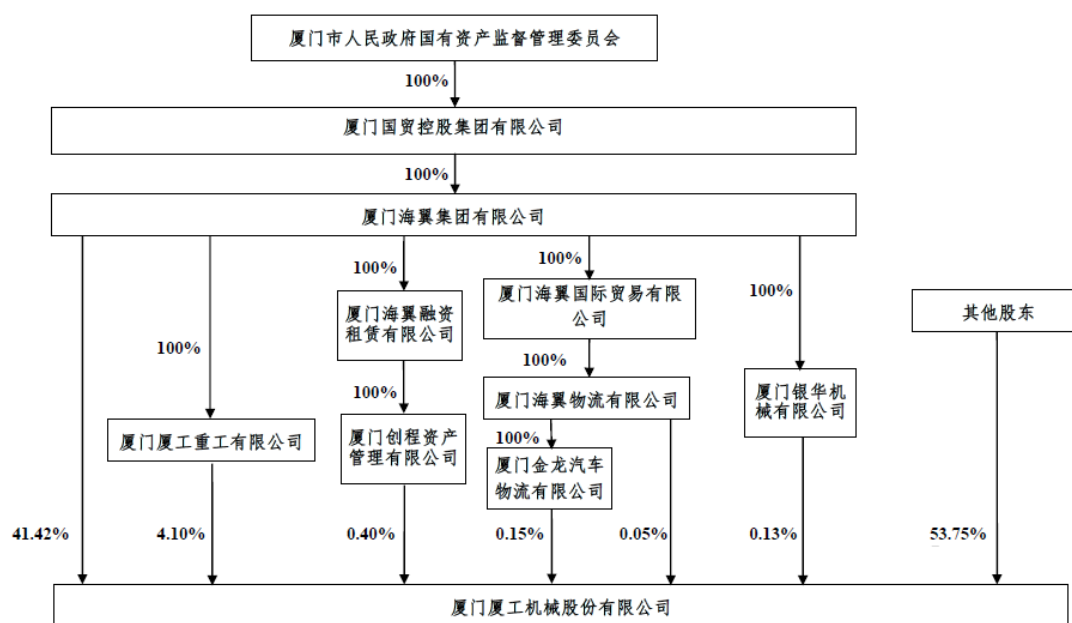 厦门市人民政府国有资产监督管理委员会
100%
厦门国贸控股集团有限公司
100%
厦门海翼集团有限公司
100%
100%
100%
100%
厦门海翼融资
租赁有限公司
厦门海翼国际贸易有限
公司
其他股东
100%
100%
100%
厦门海翼物流有限公司
厦门银华机
械有限公司
厦门厦工重工有限公司
厦门创程资产
管理有限公司
100%
厦门金龙汽车
物流有限公司
41.42%
4.10%
0.40%
0.15%
0.05%
0.13%
53.75%
厦门厦工机械股份有限公司